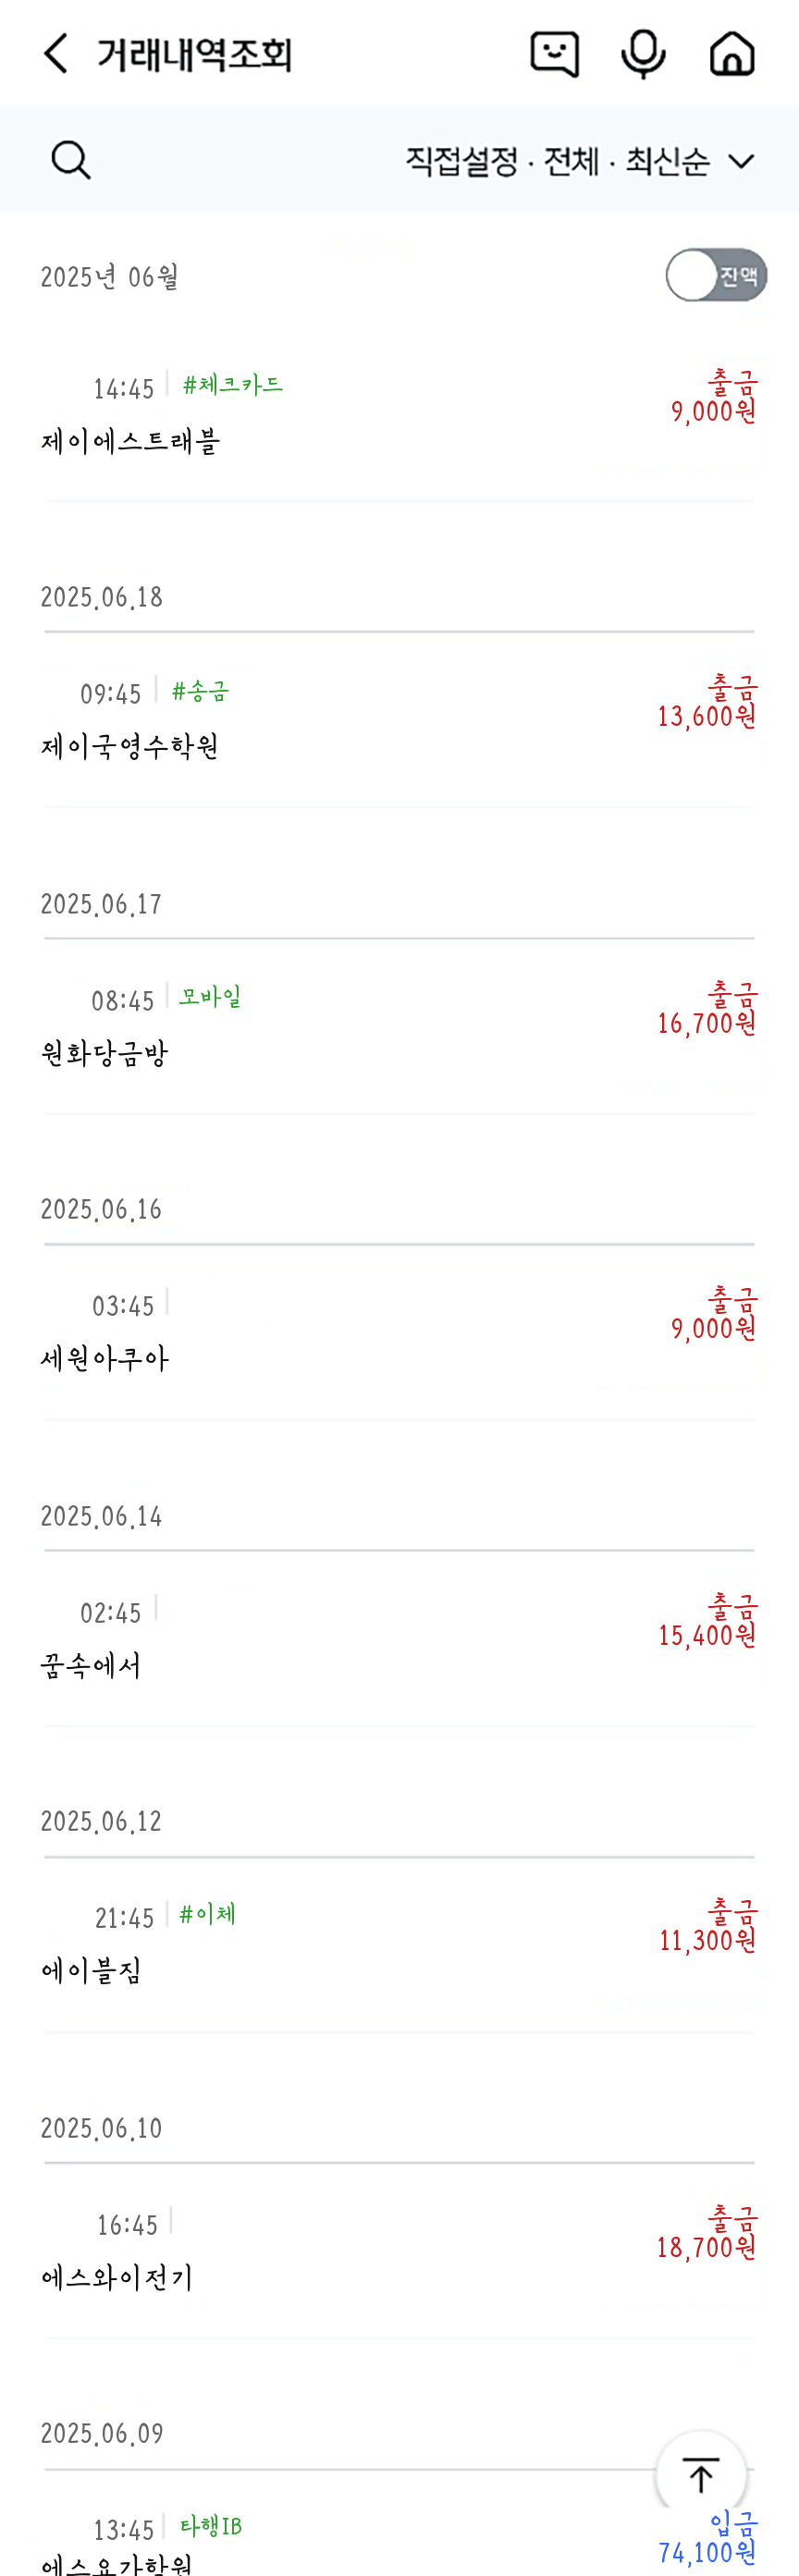 거래내역조회
직접설정 · 전체 · 최신순
2025년 06월
잔액
14:45 #체크카드
출금
9,000원
제이에스트래블
2025.06.18
09:45 #송금
출금
13,600원
제이국영수학원
2025.06.17
08:45 모바일
출금
16,700원
원화당금방
2025.06.16
03:45
출금
9,000원
세원아쿠아
2025.06.14
02:45
출금
15,400원
꿈속에서
2025.06.12
21:45 #이체
출금
11,300원
에이블짐
2025.06.10
16:45
출금
18,700원
에스와이전기
2025.06.09
13:45 타행IB
입금
74,100원
에스요가학원